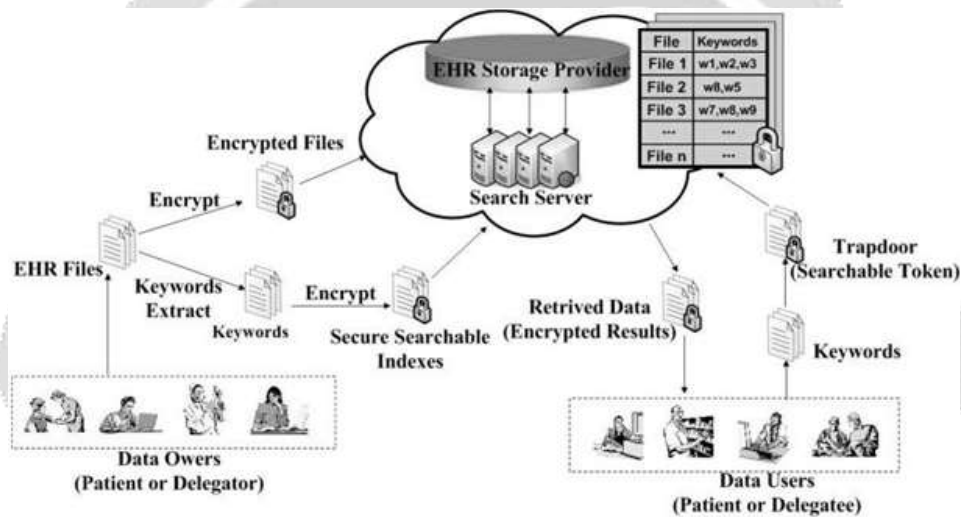 EHR Storage Provider
Search Server
File Keywords
File 1 w1,w2,w3
File 2 w8,w5
File 3 w7,w8,w9
... ...
File n ...
Encrypted Files
Encrypt
EHR Files
Keywords
Extract
Keywords
Encrypt
Secure Searchable
Indexes
Retrived Data
(Encrypted Results)
Trapdoor
(Searchable Token)
Keywords
Data Owers
(Patient or Delegator)
Data Users
(Patient or Delegatee)